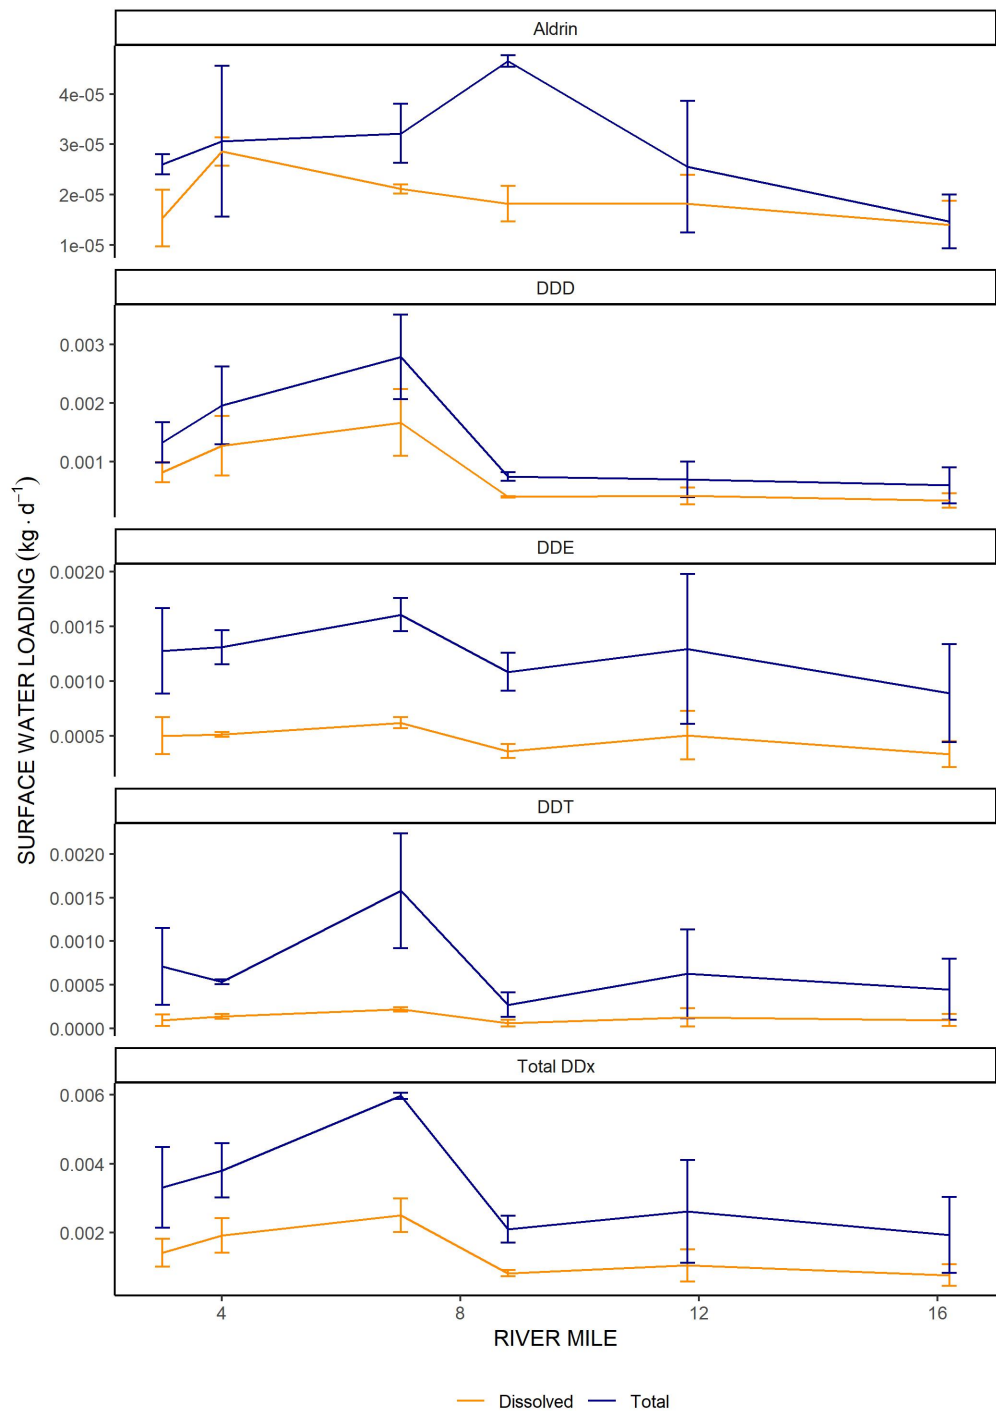 Aldrin
4e-05
3e-05
2e-05
1e-05
DDD
0.003
0.002
0.001
DDE
0.0020
0.0015
0.0010
0.0005
DDT
0.0020
0.0015
0.0010
0.0005
0.0000
Total DDx
0.006
0.004
0.002
SURFACE WATER LOADING (kg · d⁻¹)
4 8 12 16
RIVER MILE
Dissolved Total